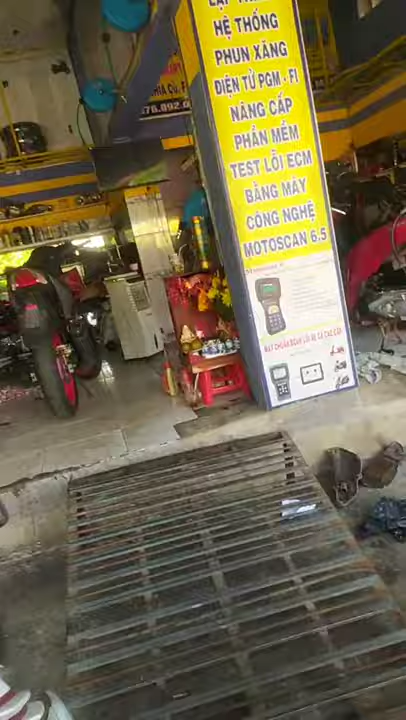 HỆ THỐNG
PHUN XĂNG
ĐIỆN TỬ PGM - FI
NÂNG CẤP
PHẦN MỀM
TEST LỖI ECM
BẰNG MÁY
CÔNG NGHỆ
MOTOSCAN 6.5